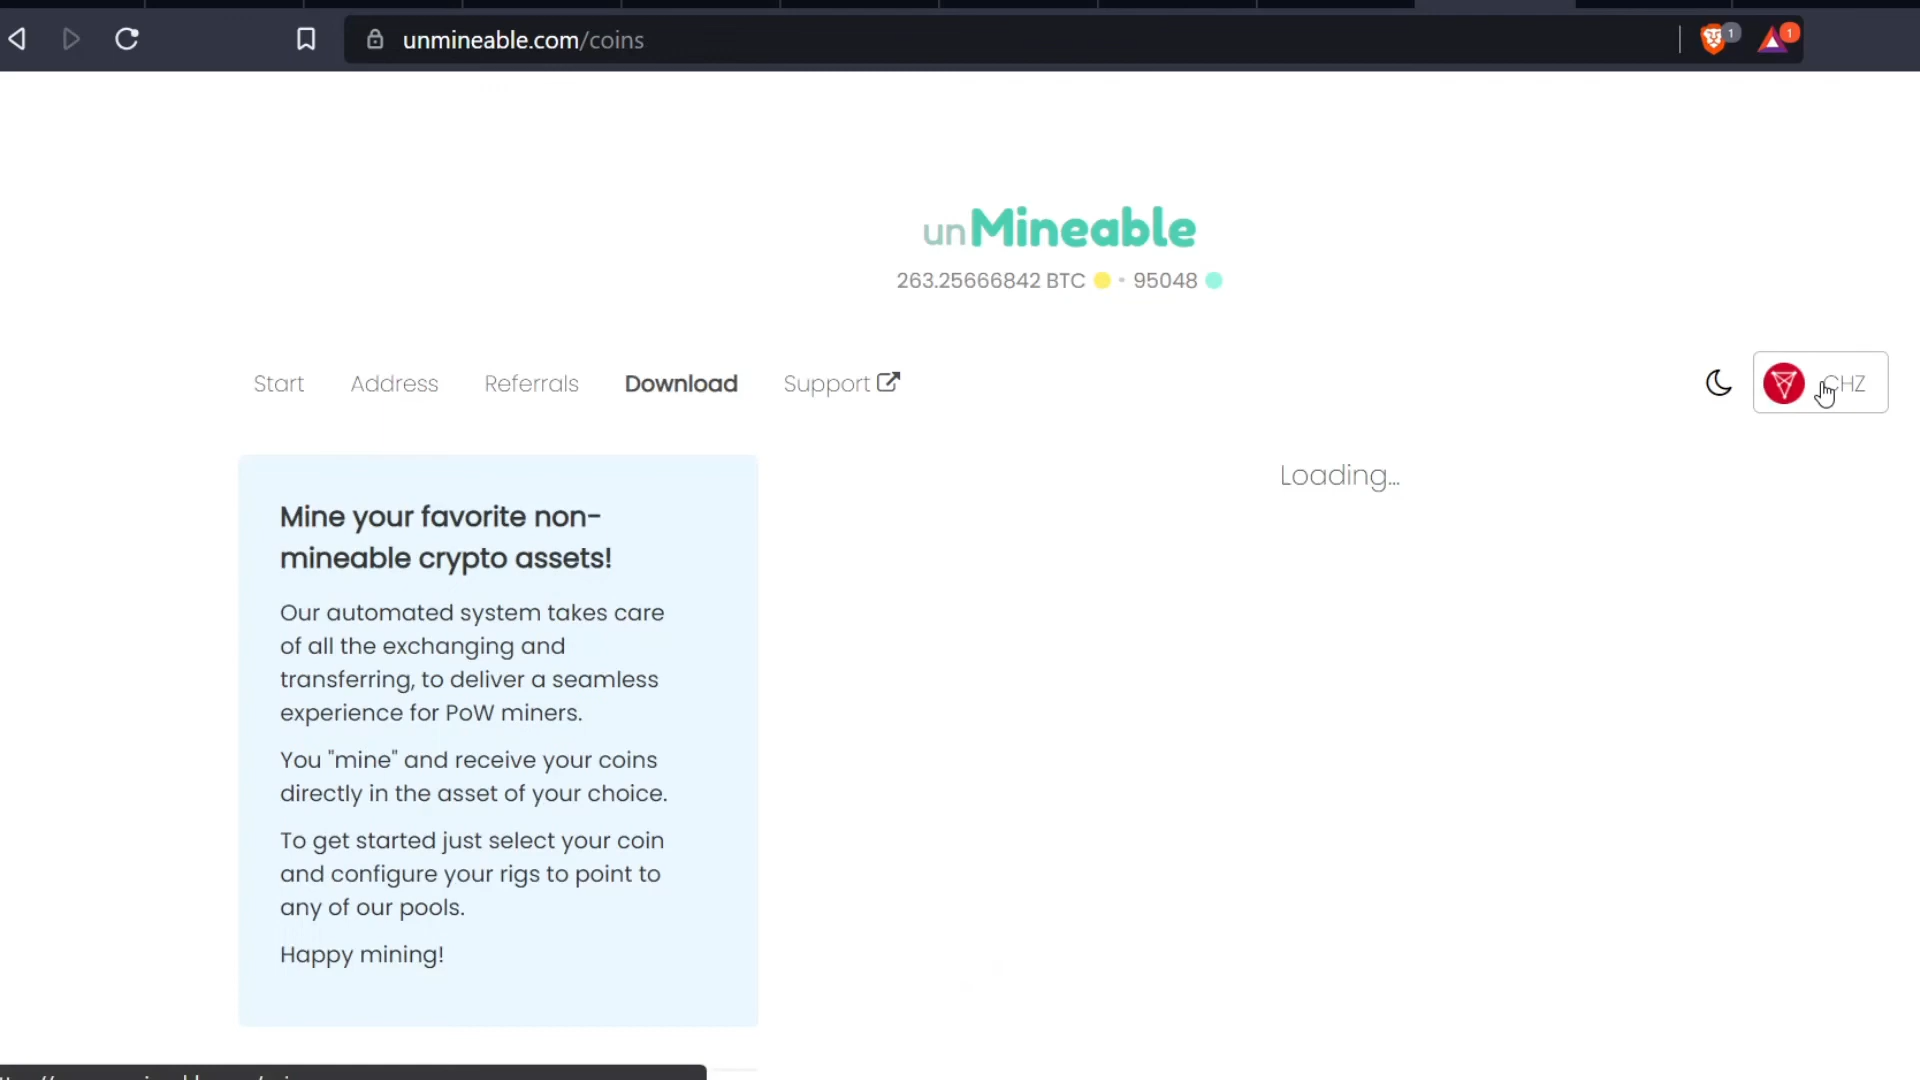 unmineable.com/coins
1
1
unMineable
263.25666842 BTC • 95048
Start Address Referrals Download Support
CHZ
Loading...
Mine your favorite non-
mineable crypto assets!
Our automated system takes care
of all the exchanging and
transferring, to deliver a seamless
experience for PoW miners.
You "mine" and receive your coins
directly in the asset of your choice.
To get started just select your coin
and configure your rigs to point to
any of our pools.
Happy mining!